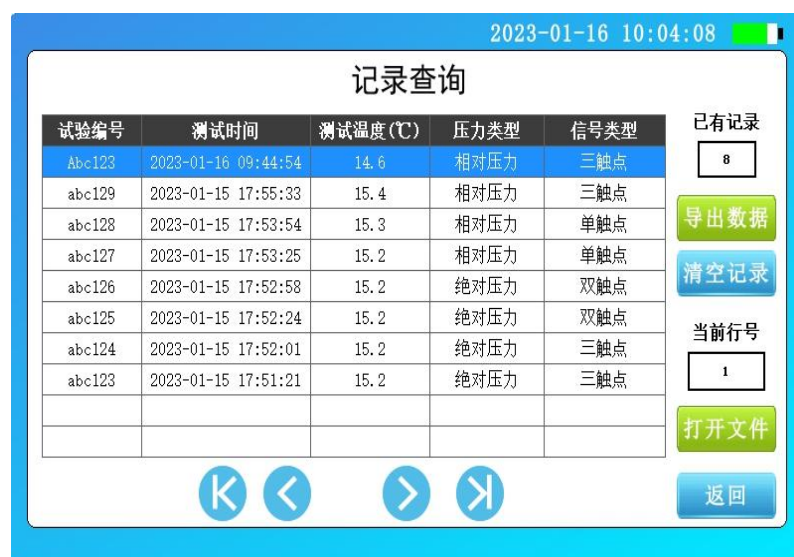 2023-01-16 10:04:08
记录查询
试验编号 测试时间 测试温度(℃) 压力类型 信号类型
Abc123 2023-01-16 09:44:54 14.6 相对压力 三触点
abc129 2023-01-15 17:55:33 15.4 相对压力 三触点
abc128 2023-01-15 17:53:54 15.3 相对压力 单触点
abc127 2023-01-15 17:53:25 15.2 相对压力 单触点
abc126 2023-01-15 17:52:58 15.2 绝对压力 双触点
abc125 2023-01-15 17:52:24 15.2 绝对压力 双触点
abc124 2023-01-15 17:52:01 15.2 绝对压力 三触点
abc123 2023-01-15 17:51:21 15.2 绝对压力 三触点
已有记录
8
导出数据
清空记录
当前行号
1
打开文件
返回